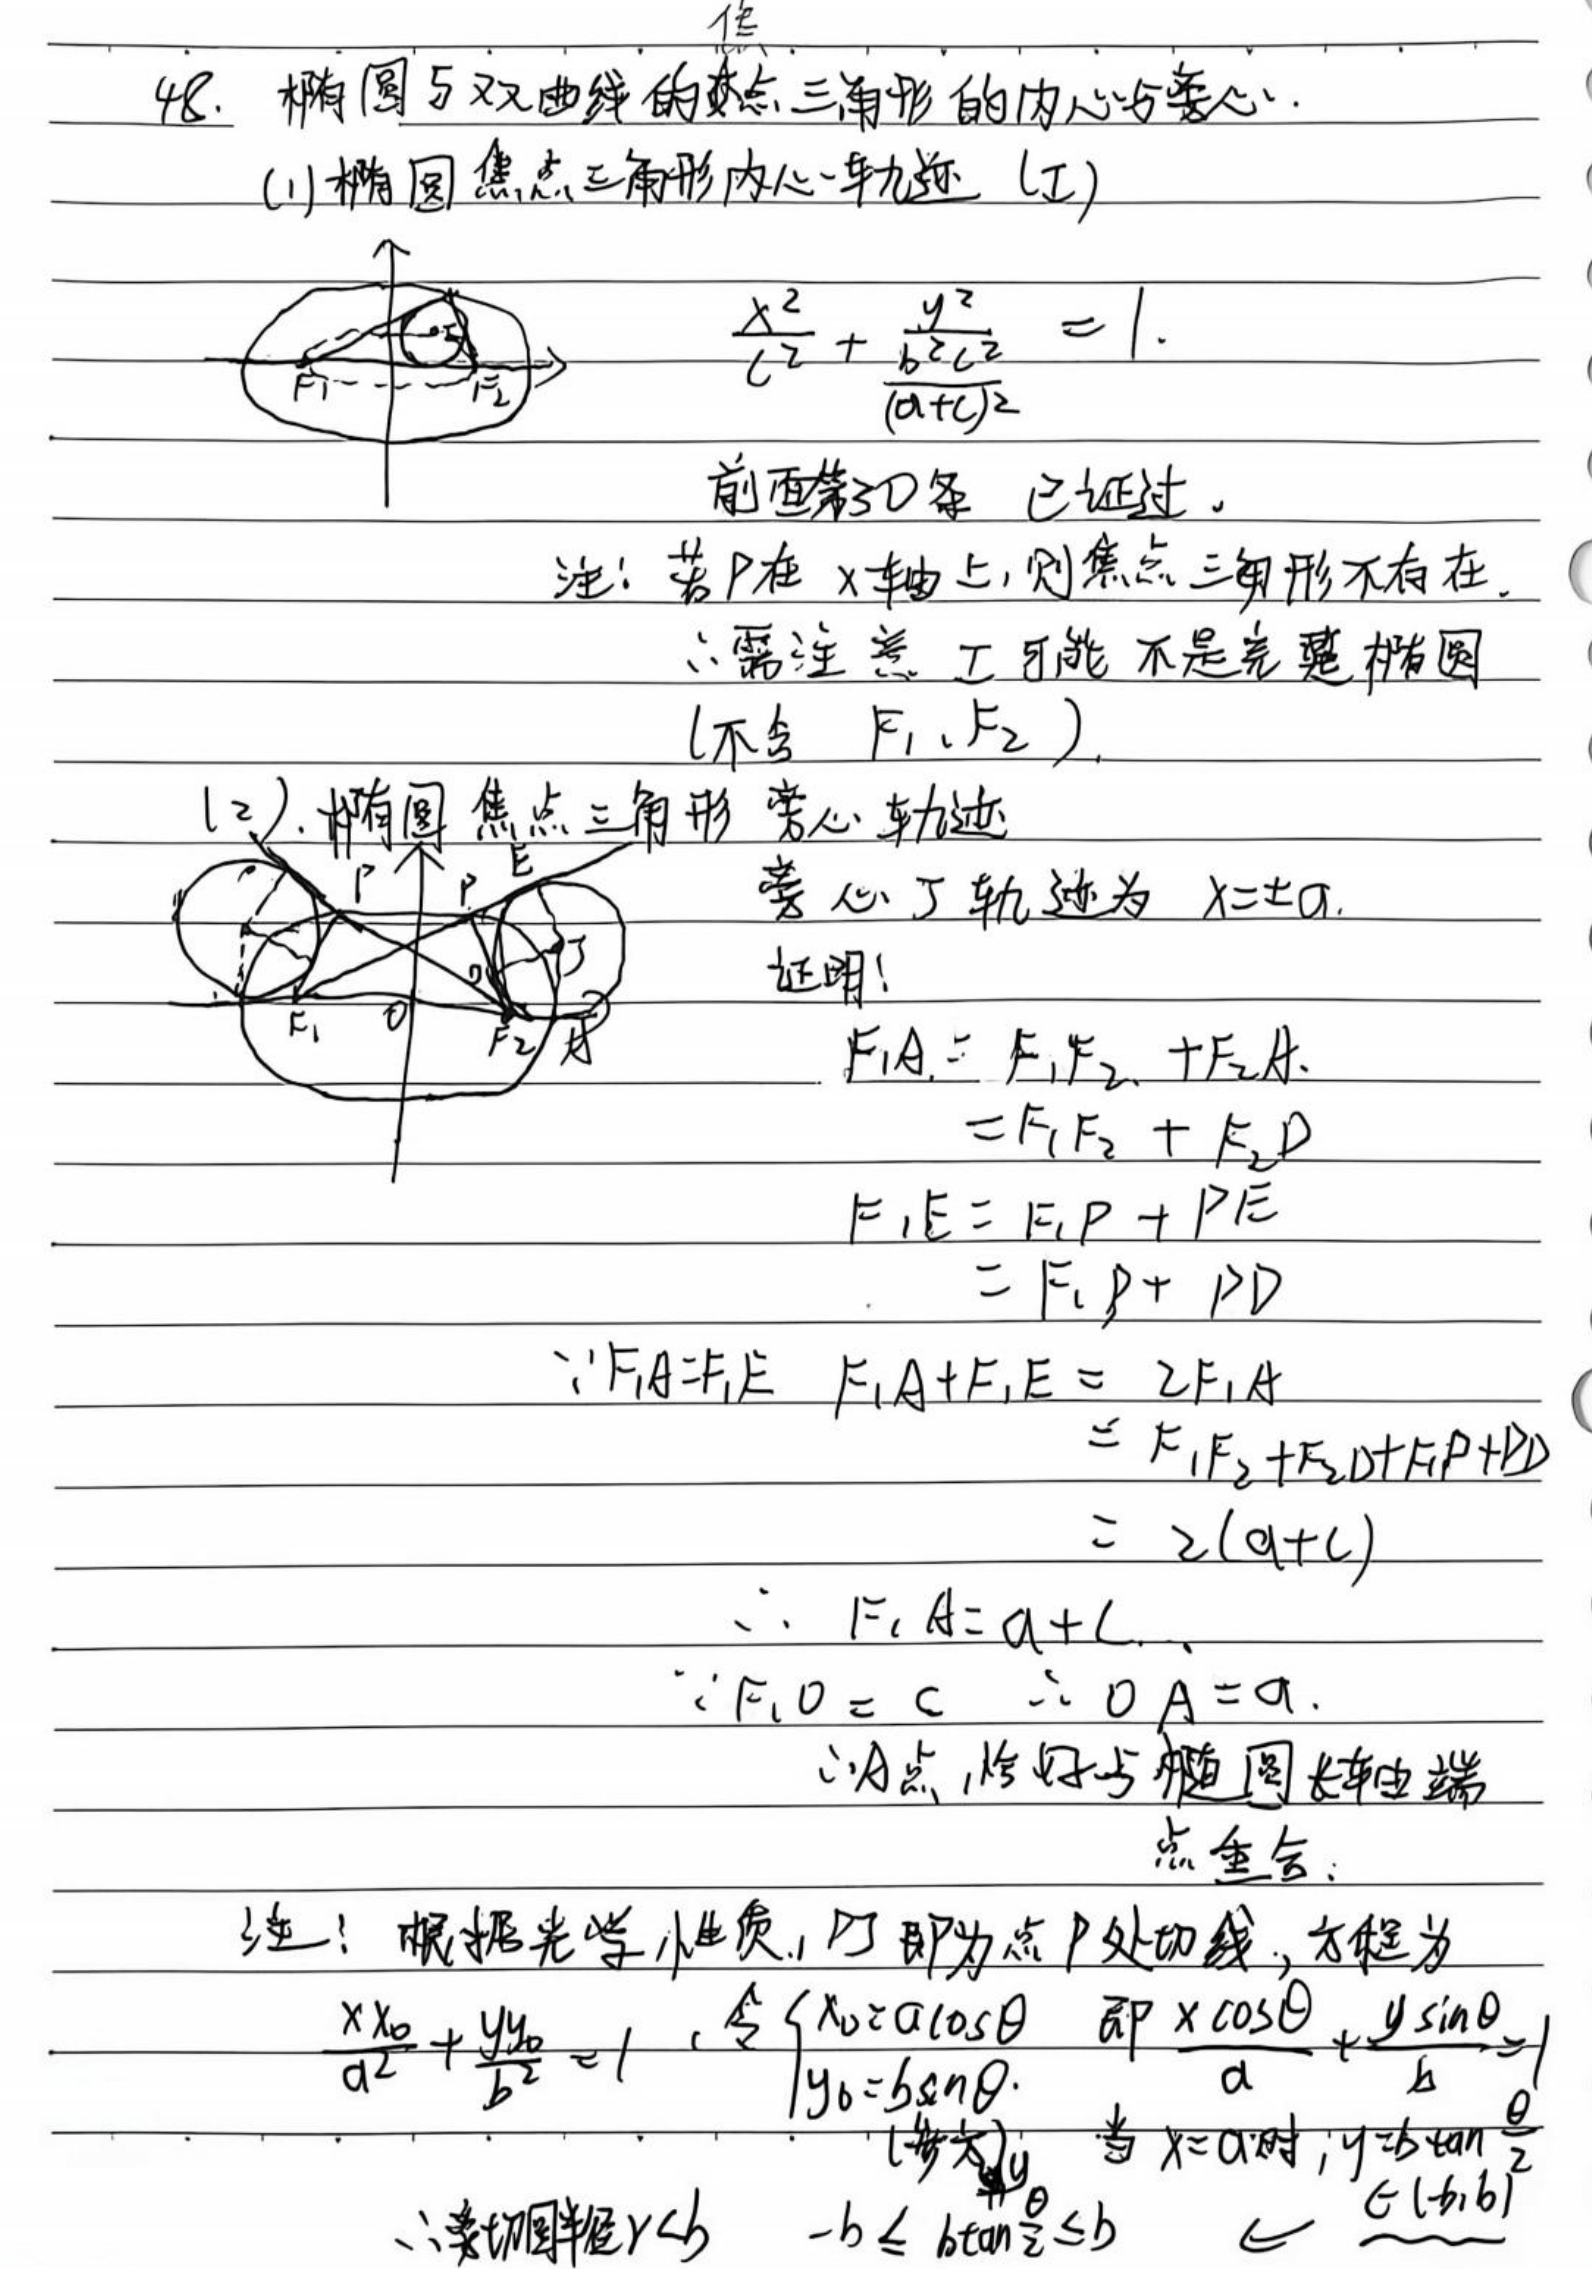 焦
48. 椭圆与双曲线的焦点三角形的内心与旁心.
(1) 椭圆焦点三角形内心轨迹 (I)
I
F₁ F₂
x²/c² + y²/(b²c²/(a+c)²) = 1.
前面第30条 已证过.
注: 若P在 x轴上, 则焦点三角形不存在.
∴需注意 I 可能 不是完整椭圆
(不含 F₁、F₂).
(2). 椭圆焦点三角形 旁心轨迹
P P E
D J
F₁ O F₂ A
旁心J轨迹为 x=±a.
证明:
F₁A = F₁F₂ + F₂A.
= F₁F₂ + F₂D
F₁E = F₁P + PE
= F₁P + PD
∵F₁A=F₁E F₁A+F₁E = 2F₁A
= F₁F₂+F₂D+F₁P+PD
= 2(a+c)
∴ F₁A = a+c.
∵F₁O = c ∴ OA = a.
∴A点恰好与椭圆长轴端
点重合.
注: 根据光学性质, PJ即为点P处切线, 方程为
xx₀/a² + yy₀/b² = 1, 令 { x₀=acosθ y₀=bsinθ. 即 xcosθ/a + ysinθ/b = 1
当 x=a时, y=b tan θ/2
y
∈(-b,b)
∴旁切圆半径r<b -b ≤ b tan θ/2 ≤ b